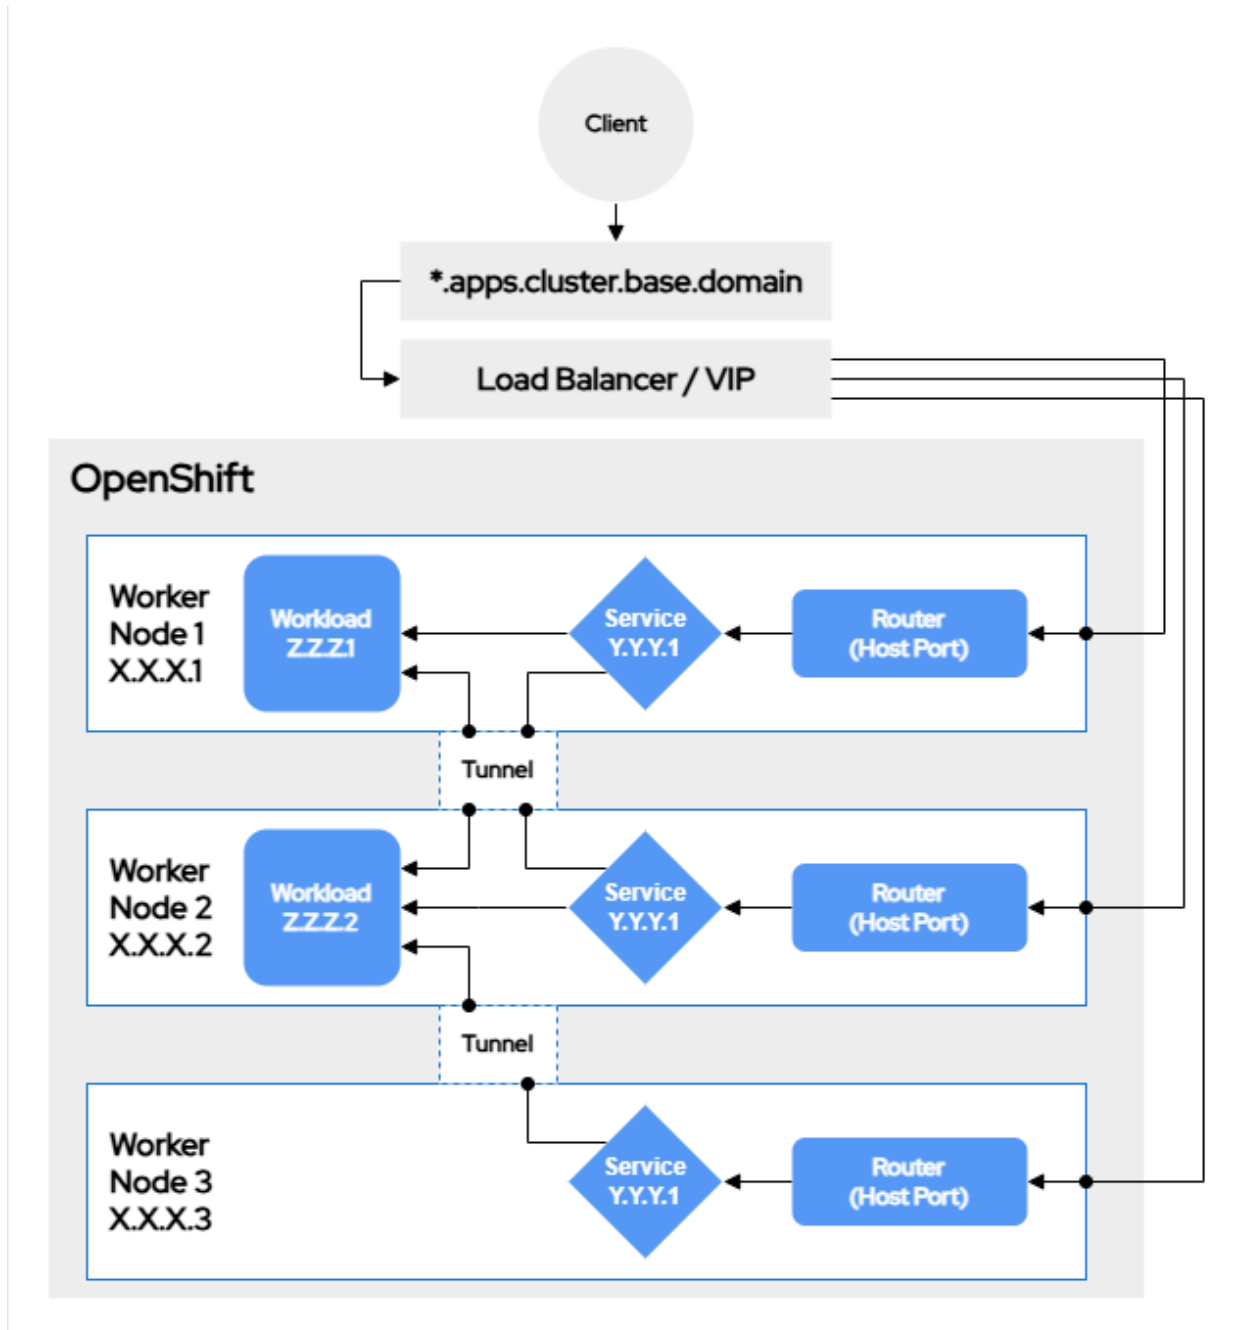 Client
*.apps.cluster.base.domain
Load Balancer / VIP
OpenShift
Worker
Node 1
X.X.X.1
Workload
Z.Z.Z.1
Service
Y.Y.Y.1
Router
(Host Port)
Tunnel
Worker
Node 2
X.X.X.2
Workload
Z.Z.Z.2
Service
Y.Y.Y.1
Router
(Host Port)
Tunnel
Worker
Node 3
X.X.X.3
Service
Y.Y.Y.1
Router
(Host Port)